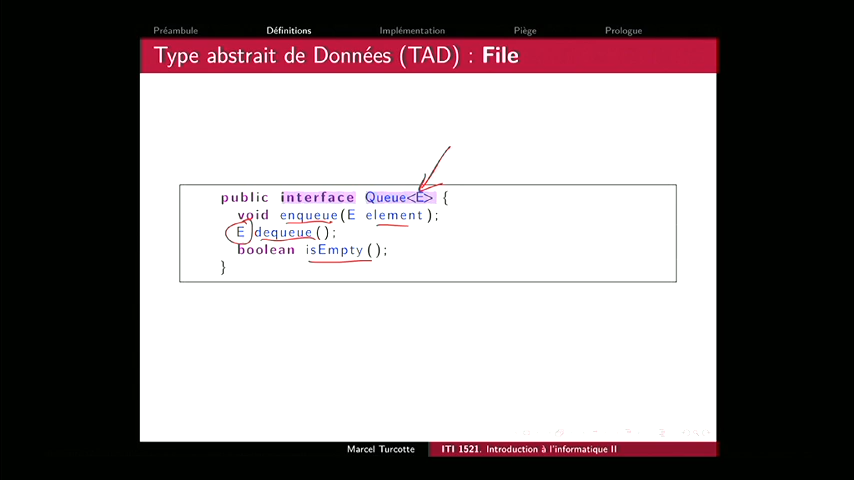 Préambule Définitions Implémentation Piège Prologue
Type abstrait de Données (TAD) : File
public interface Queue<E> {
void enqueue(E element);
E dequeue();
boolean isEmpty();
}
Marcel Turcotte ITI 1521. Introduction à l'informatique II